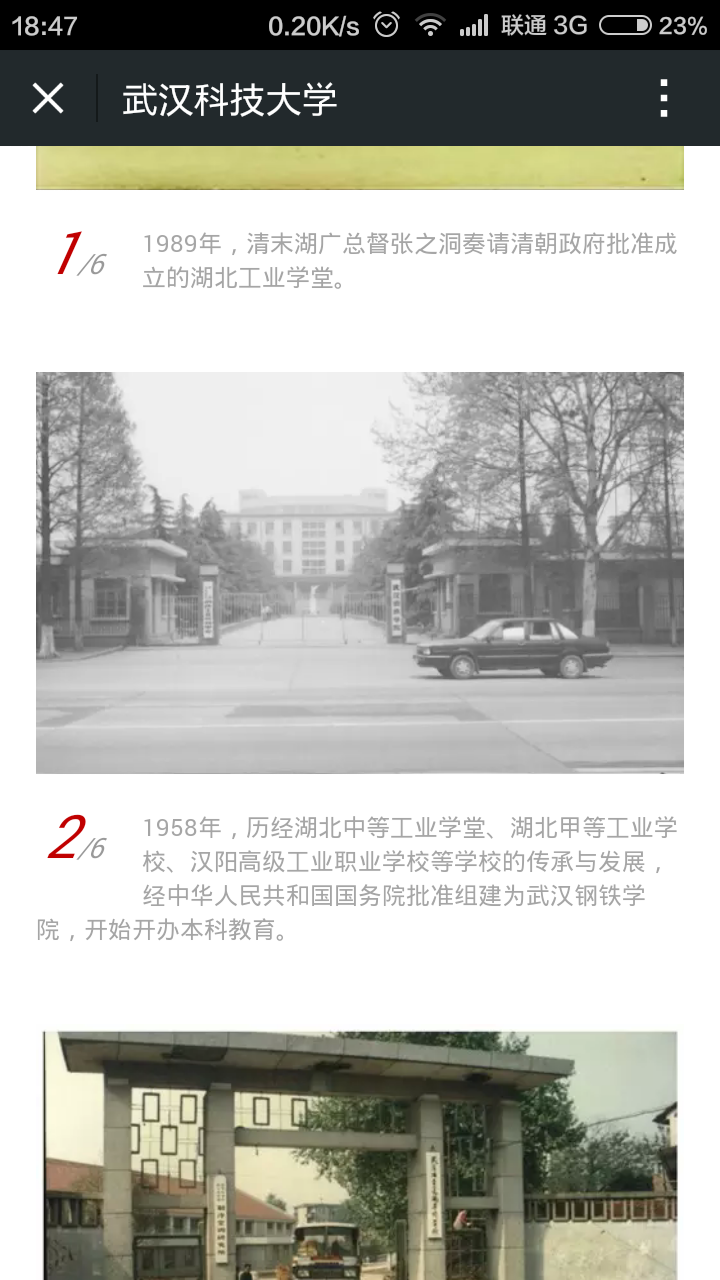 18:47 0.20K/s 联通 3G 23%
武汉科技大学
1/6
1989年，清末湖广总督张之洞奏请清朝政府批准成
立的湖北工业学堂。
2/6
1958年，历经湖北中等工业学堂、湖北甲等工业学
校、汉阳高级工业职业学校等学校的传承与发展，
经中华人民共和国国务院批准组建为武汉钢铁学
院，开始开办本科教育。